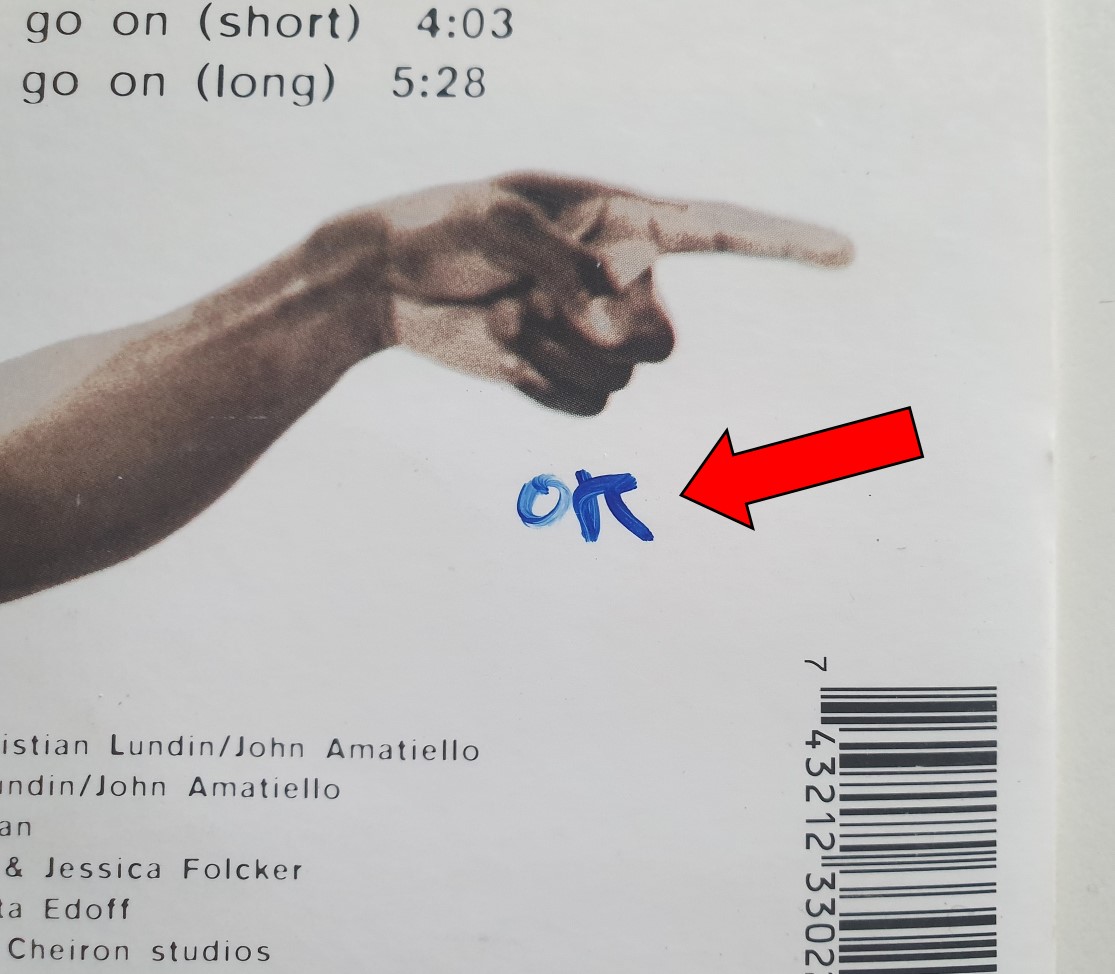 go on (short) 4:03
go on (long) 5:28
OK
istian Lundin/John Amatiello
undin/John Amatiello
an
& Jessica Folcker
ta Edoff
Cheiron studios
7 43212 3302